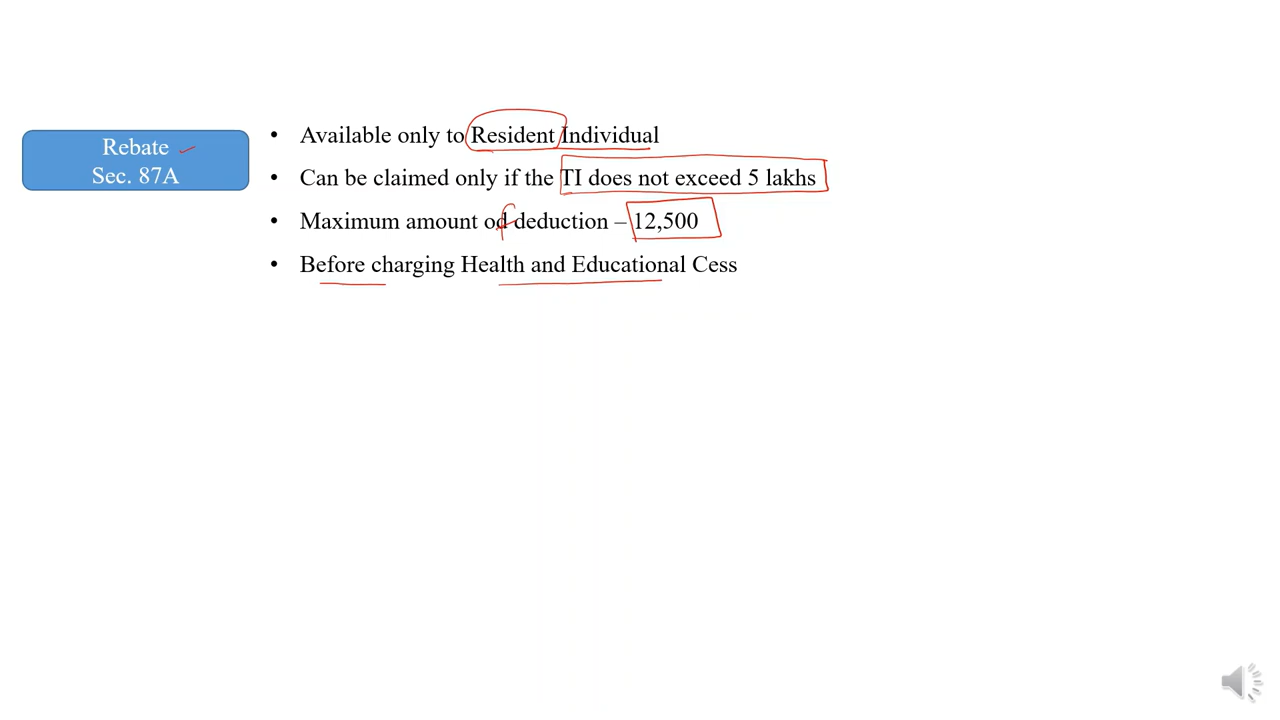 Rebate
Sec. 87A
• Available only to Resident Individual
• Can be claimed only if the TI does not exceed 5 lakhs
• Maximum amount od deduction – 12,500
• Before charging Health and Educational Cess